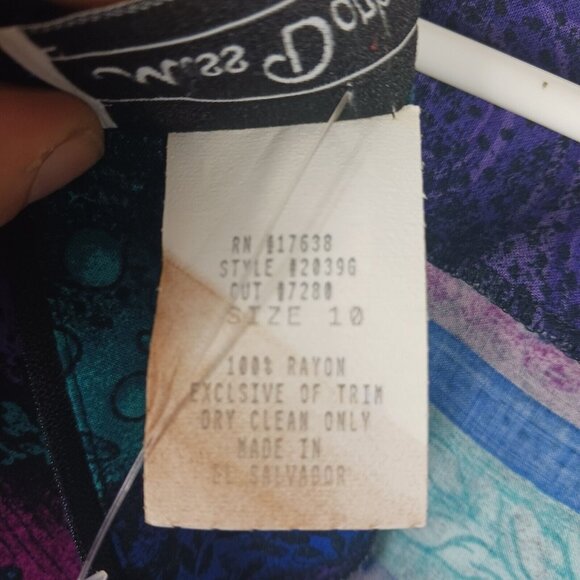 RN #17638
STYLE #20396
CUT #7280
SIZE 10
100% RAYON
EXCLSIVE OF TRIM
DRY CLEAN ONLY
MADE IN
EL SALVADOR